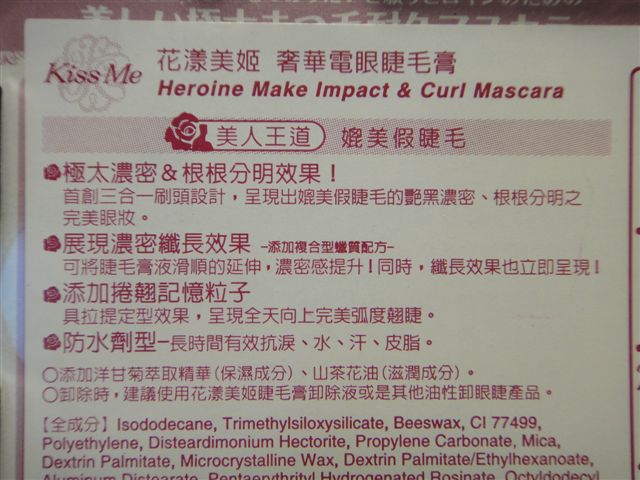 Kiss Me
花漾美姬 奢華電眼睫毛膏
Heroine Make Impact & Curl Mascara
美人王道 媲美假睫毛
極太濃密&根根分明效果!
首創三合一刷頭設計,呈現出媲美假睫毛的艷黑濃密、根根分明之
完美眼妝。
展現濃密纖長效果 -添加複合型蠟質配方-
可將睫毛膏液滑順的延伸,濃密感提升!同時,纖長效果也立即呈現!
添加捲翹記憶粒子
具拉提定型效果,呈現全天向上完美弧度翹睫。
防水劑型-長時間有效抗淚、水、汗、皮脂。
○添加洋甘菊萃取精華(保濕成分)、山茶花油(滋潤成分)。
○卸除時,建議使用花漾美姬睫毛膏卸除液或是其他油性卸眼睫產品。
【全成分】Isododecane, Trimethylsiloxysilicate, Beeswax, CI 77499,
Polyethylene, Disteardimonium Hectorite, Propylene Carbonate, Mica,
Dextrin Palmitate, Microcrystalline Wax, Dextrin Palmitate/Ethylhexanoate,
Aluminum Distearate, Pentaerythrityl Hydrogenated Rosinate, Octyldodecyl